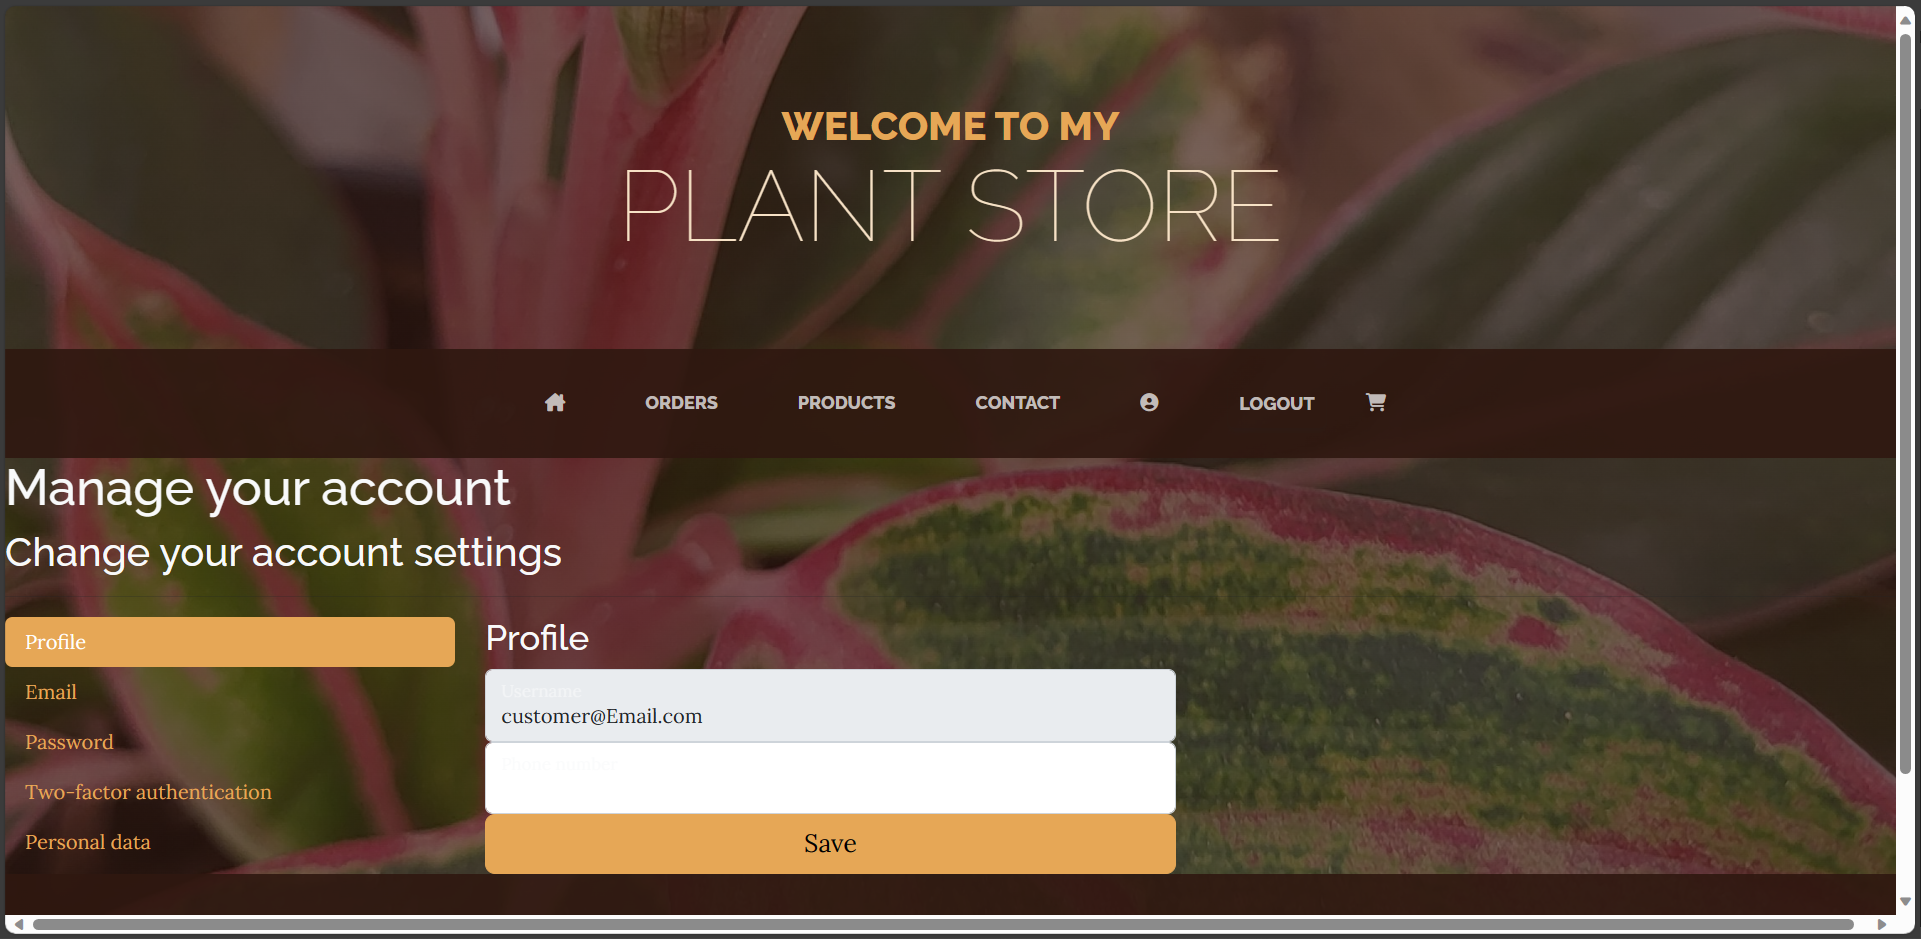 WELCOME TO MY
PLANT STORE
ORDERS PRODUCTS CONTACT LOGOUT
Manage your account
Change your account settings
Profile
Email
Password
Two-factor authentication
Personal data
Profile
Username
customer@Email.com
Phone number
Save